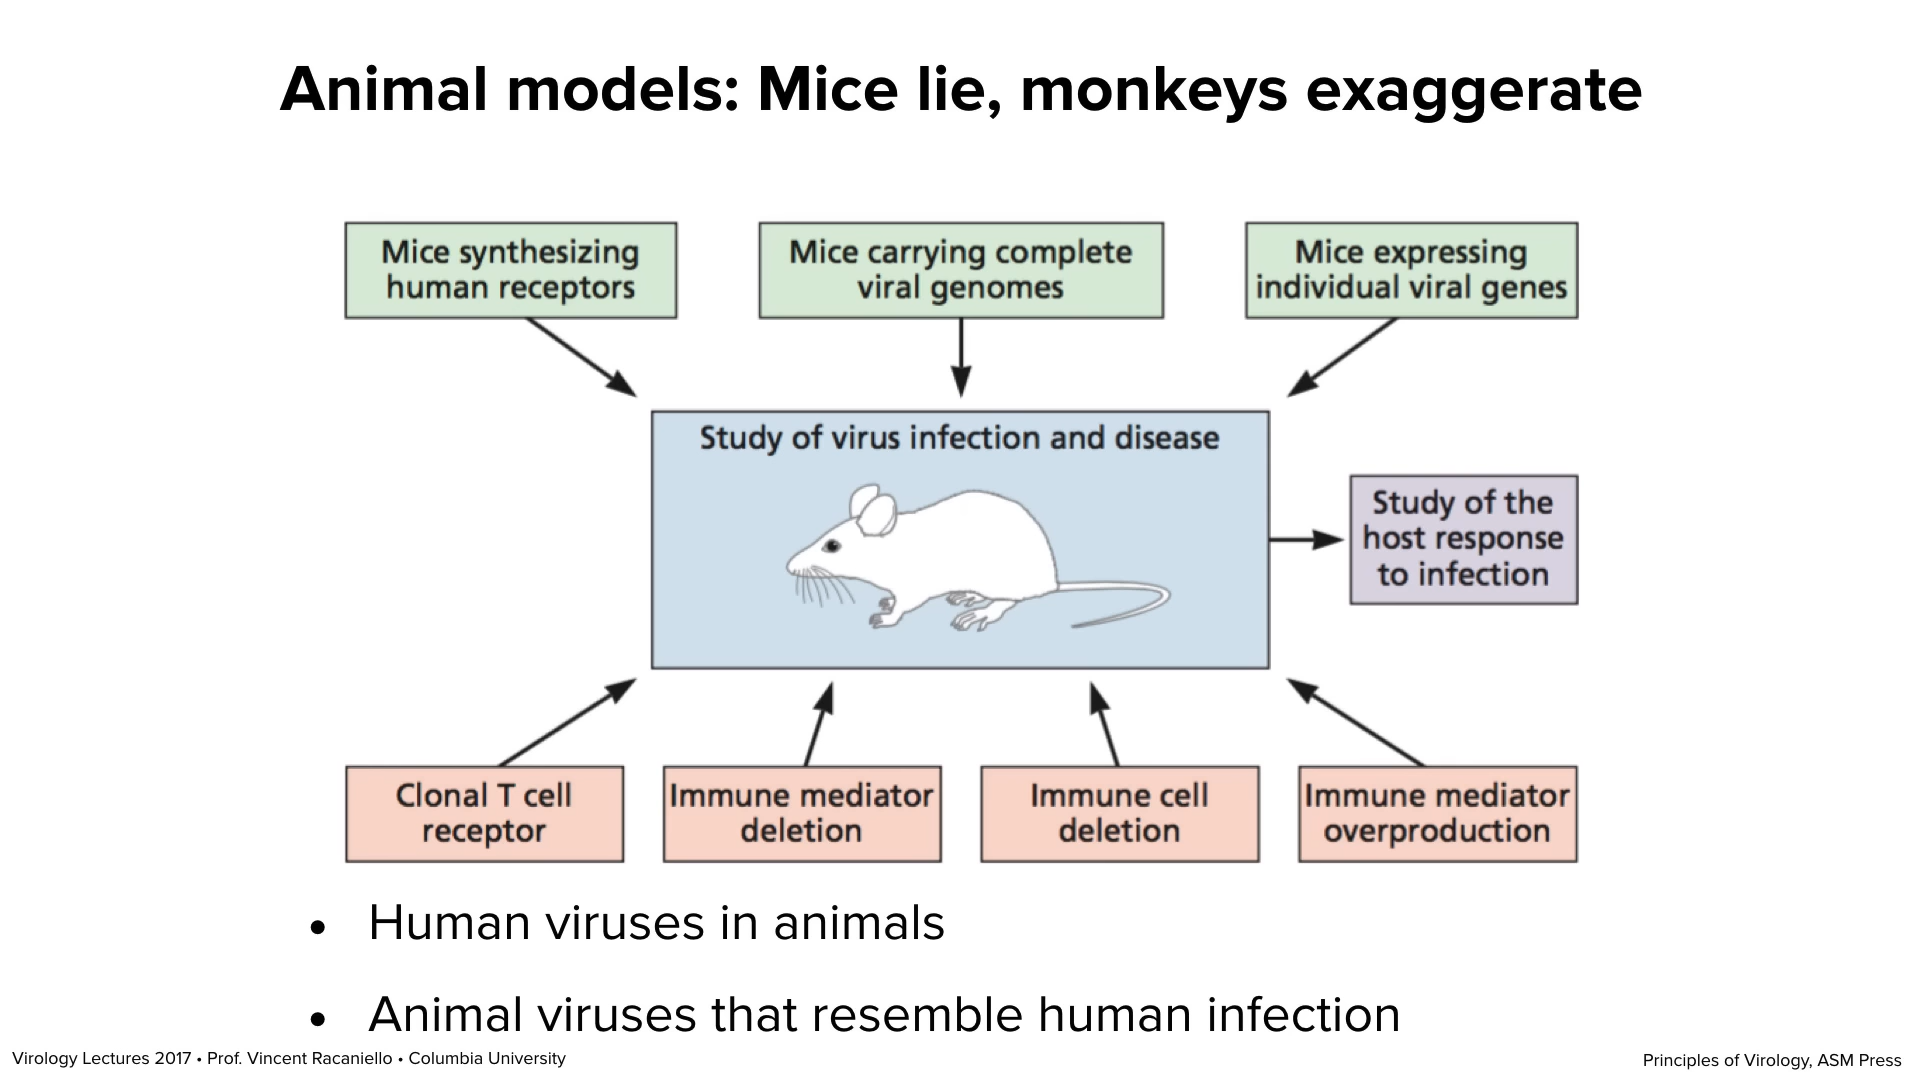 Animal models: Mice lie, monkeys exaggerate
Mice synthesizing
human receptors
Mice carrying complete
viral genomes
Mice expressing
individual viral genes
Study of virus infection and disease
Study of the
host response
to infection
Clonal T cell
receptor
Immune mediator
deletion
Immune cell
deletion
Immune mediator
overproduction
• Human viruses in animals
• Animal viruses that resemble human infection
Virology Lectures 2017 • Prof. Vincent Racaniello • Columbia University
Principles of Virology, ASM Press